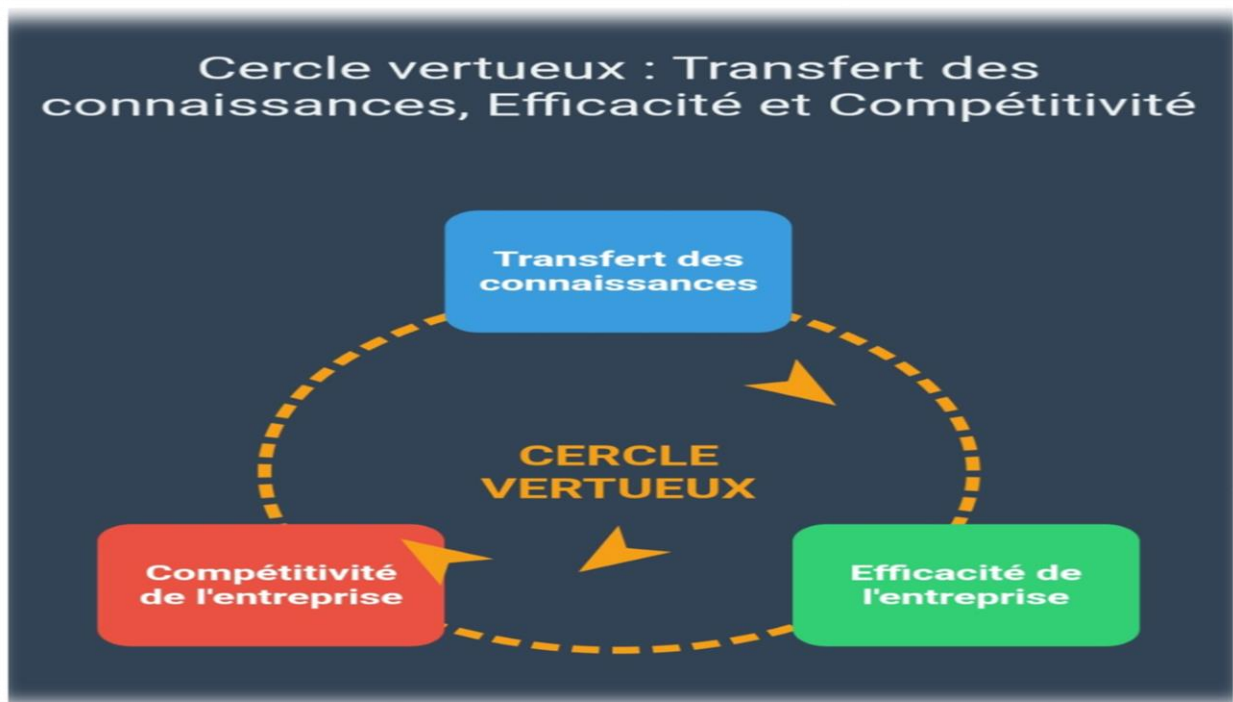 Cercle vertueux : Transfert des
connaissances, Efficacité et Compétitivité
Transfert des
connaissances
CERCLE
VERTUEUX
Compétitivité
de l'entreprise
Efficacité de
l'entreprise